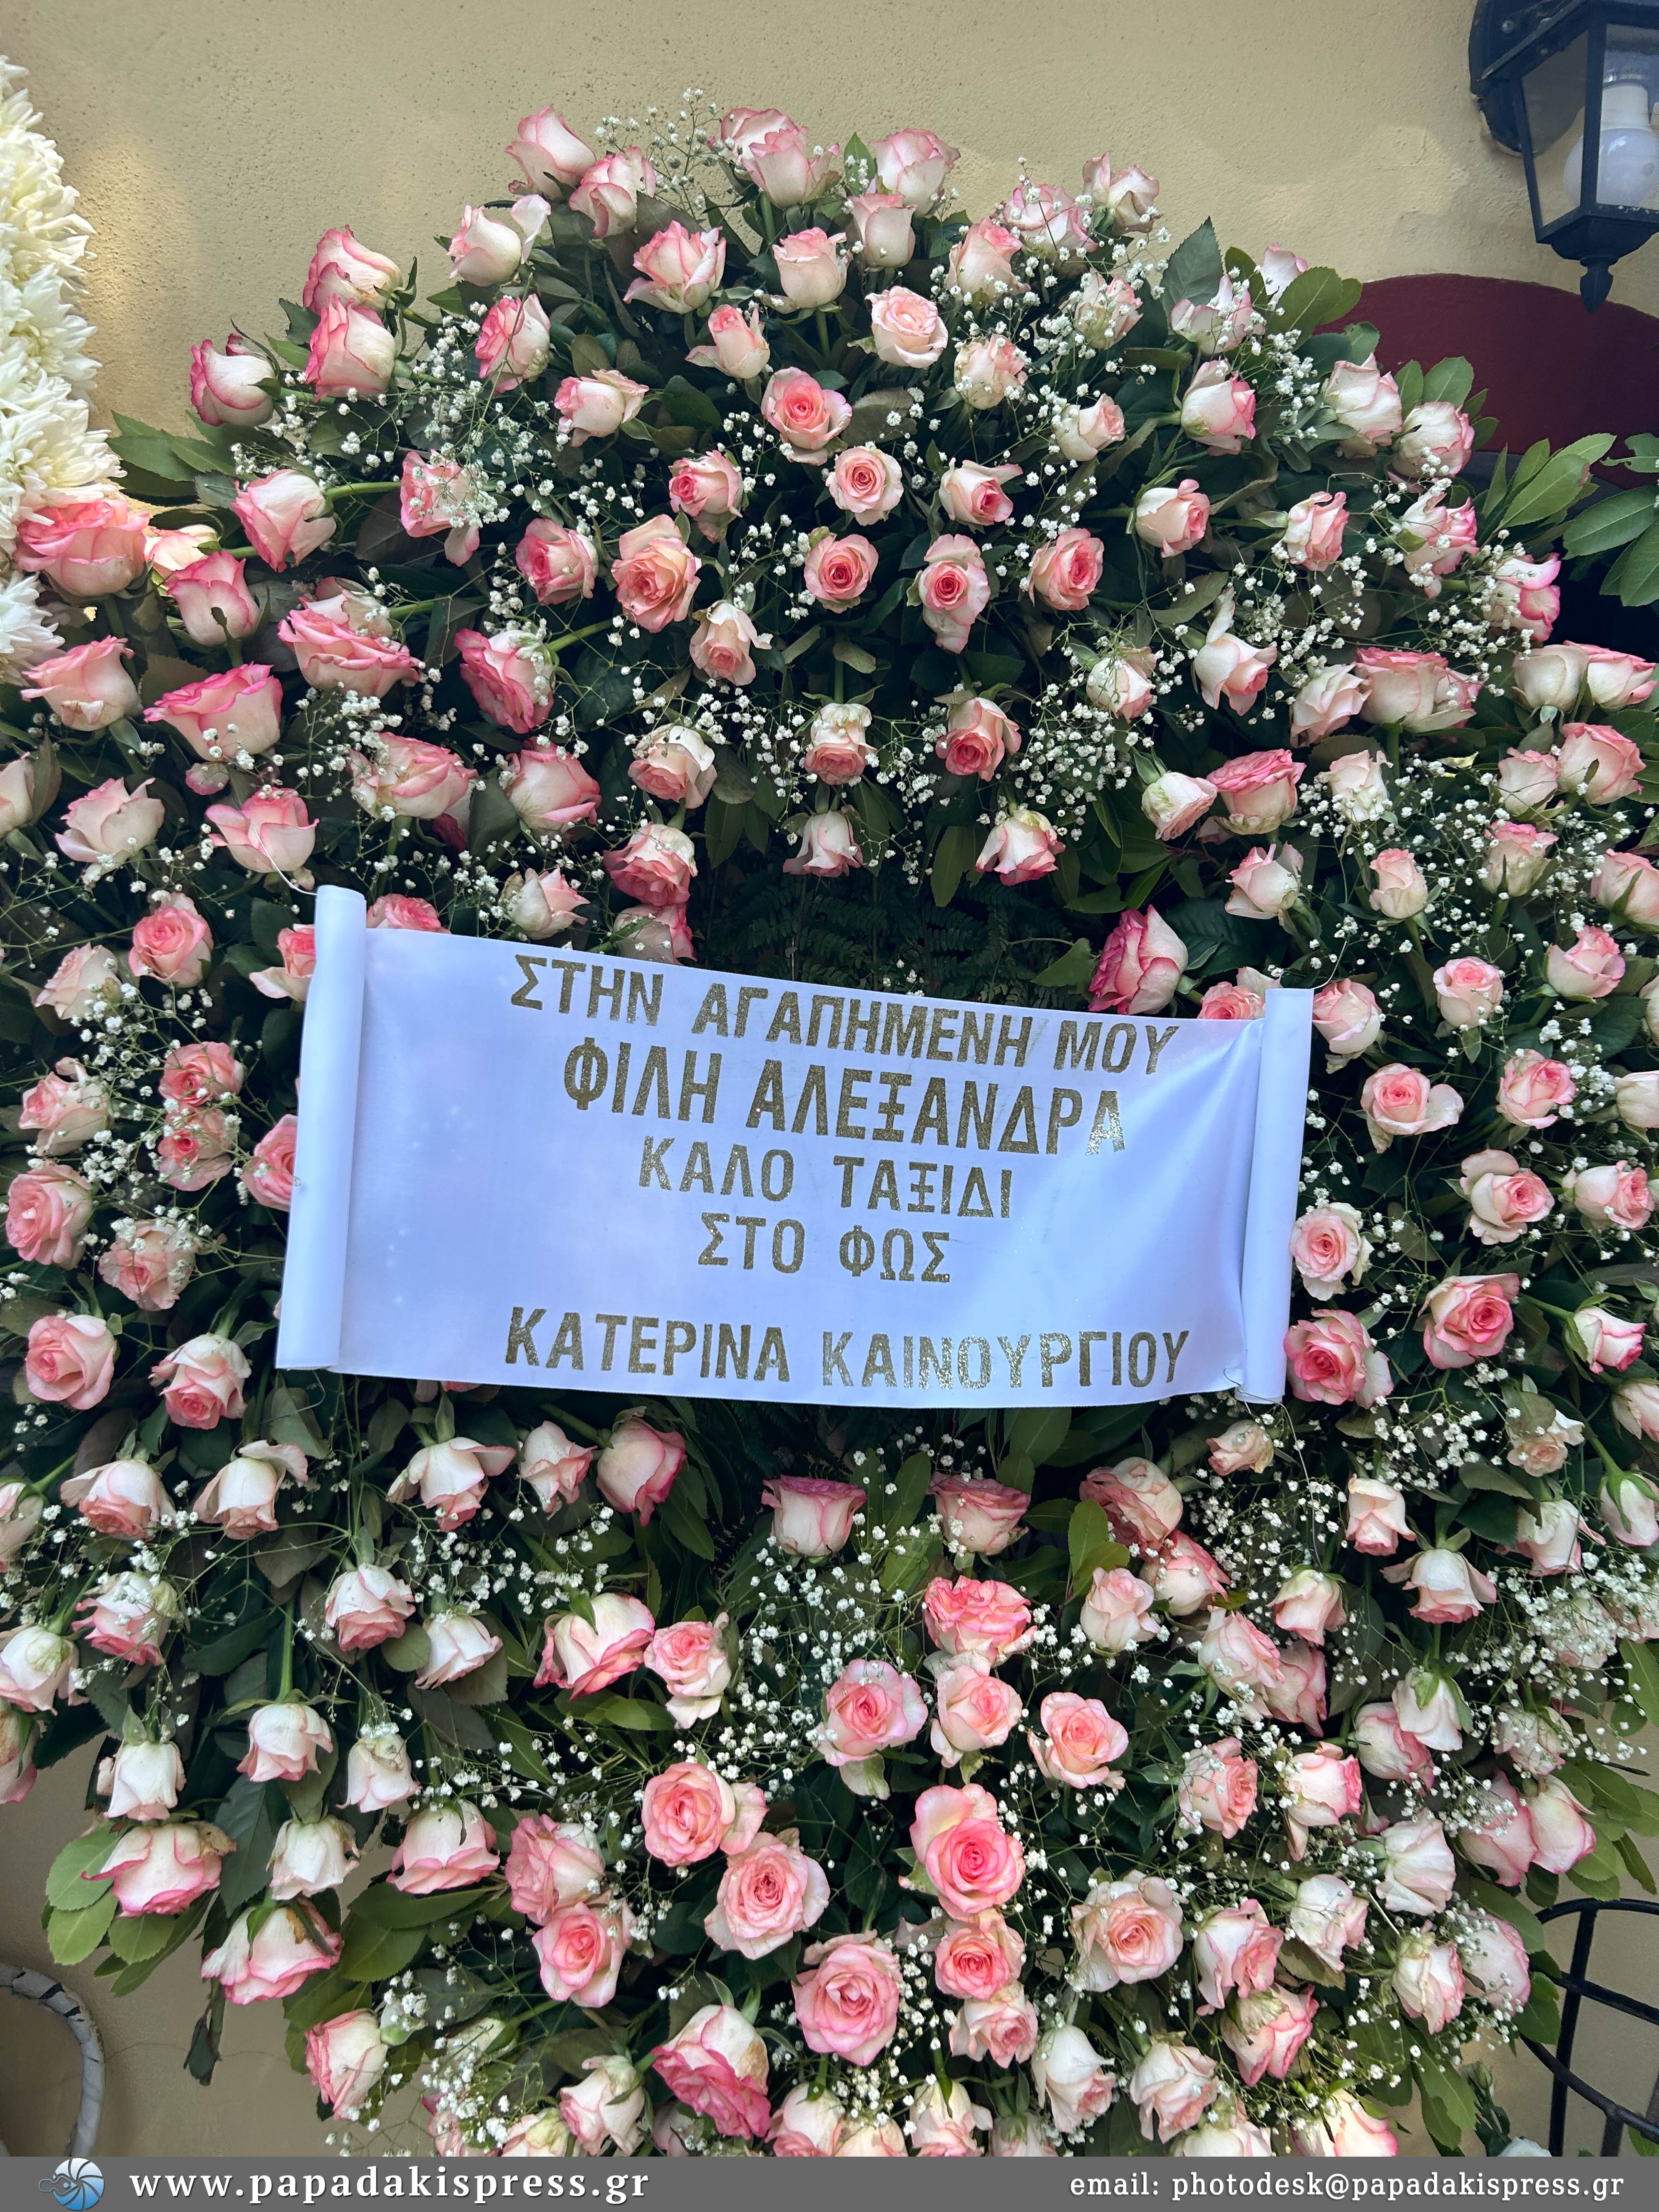 ΣΤΗΝ ΑΓΑΠΗΜΕΝΗ ΜΟΥ
ΦΙΛΗ ΑΛΕΞΑΝΔΡΑ
ΚΑΛΟ ΤΑΞΙΔΙ
ΣΤΟ ΦΩΣ
ΚΑΤΕΡΙΝΑ ΚΑΙΝΟΥΡΓΙΟΥ
www.papadakispress.gr
email: photodesk@papadakispress.gr